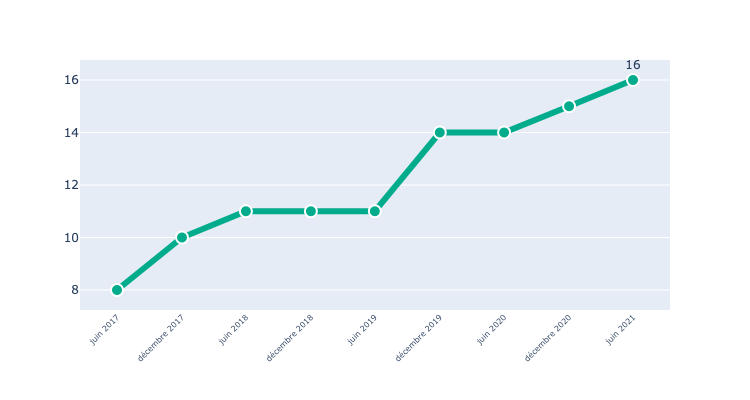 16
16
14
12
10
8
juin 2017
décembre 2017
juin 2018
décembre 2018
juin 2019
décembre 2019
juin 2020
décembre 2020
juin 2021